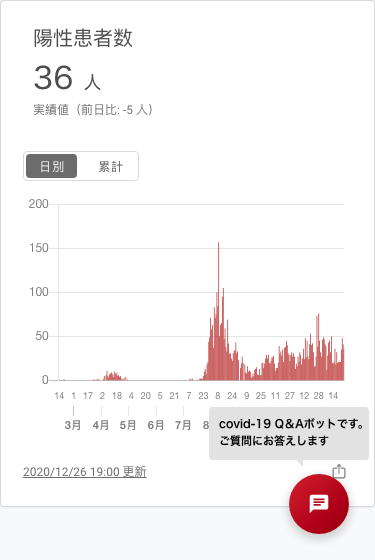 陽性患者数
36 人
実績値（前日比: -5 人）
日別 累計
200
150
100
50
0
14 1 17 2 18 4 20 5 21 7 23 8 24 9 25 11 27 12 28 14
3月 4月 5月 6月 7月 8
covid-19 Q&Aボットです。
ご質問にお答えします
2020/12/26 19:00 更新